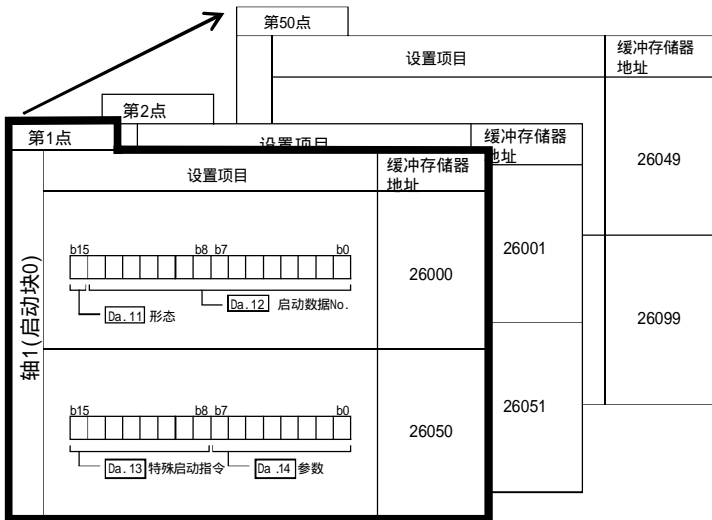 第50点
设置项目
缓冲存储器
地址
26049
26099
第2点
设置项目
缓冲存储器
地址
26001
26051
第1点
轴1(启动块0)
设置项目
缓冲存储器
地址
b15 b8 b7 b0
Da.11 形态
Da.12 启动数据No.
26000
b15 b8 b7 b0
Da.13 特殊启动指令
Da.14 参数
26050